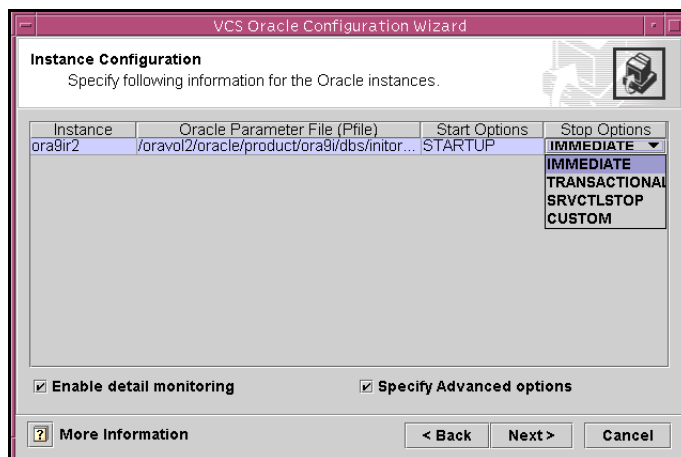 VCS Oracle Configuration Wizard
Instance Configuration
Specify following information for the Oracle instances.
Instance Oracle Parameter File (Pfile) Start Options Stop Options
ora9ir2 /oravol2/oracle/product/ora9i/dbs/initor... STARTUP IMMEDIATE
IMMEDIATE
TRANSACTIONAL
SRVCTLSTOP
CUSTOM
Enable detail monitoring Specify Advanced options
? More Information < Back Next > Cancel